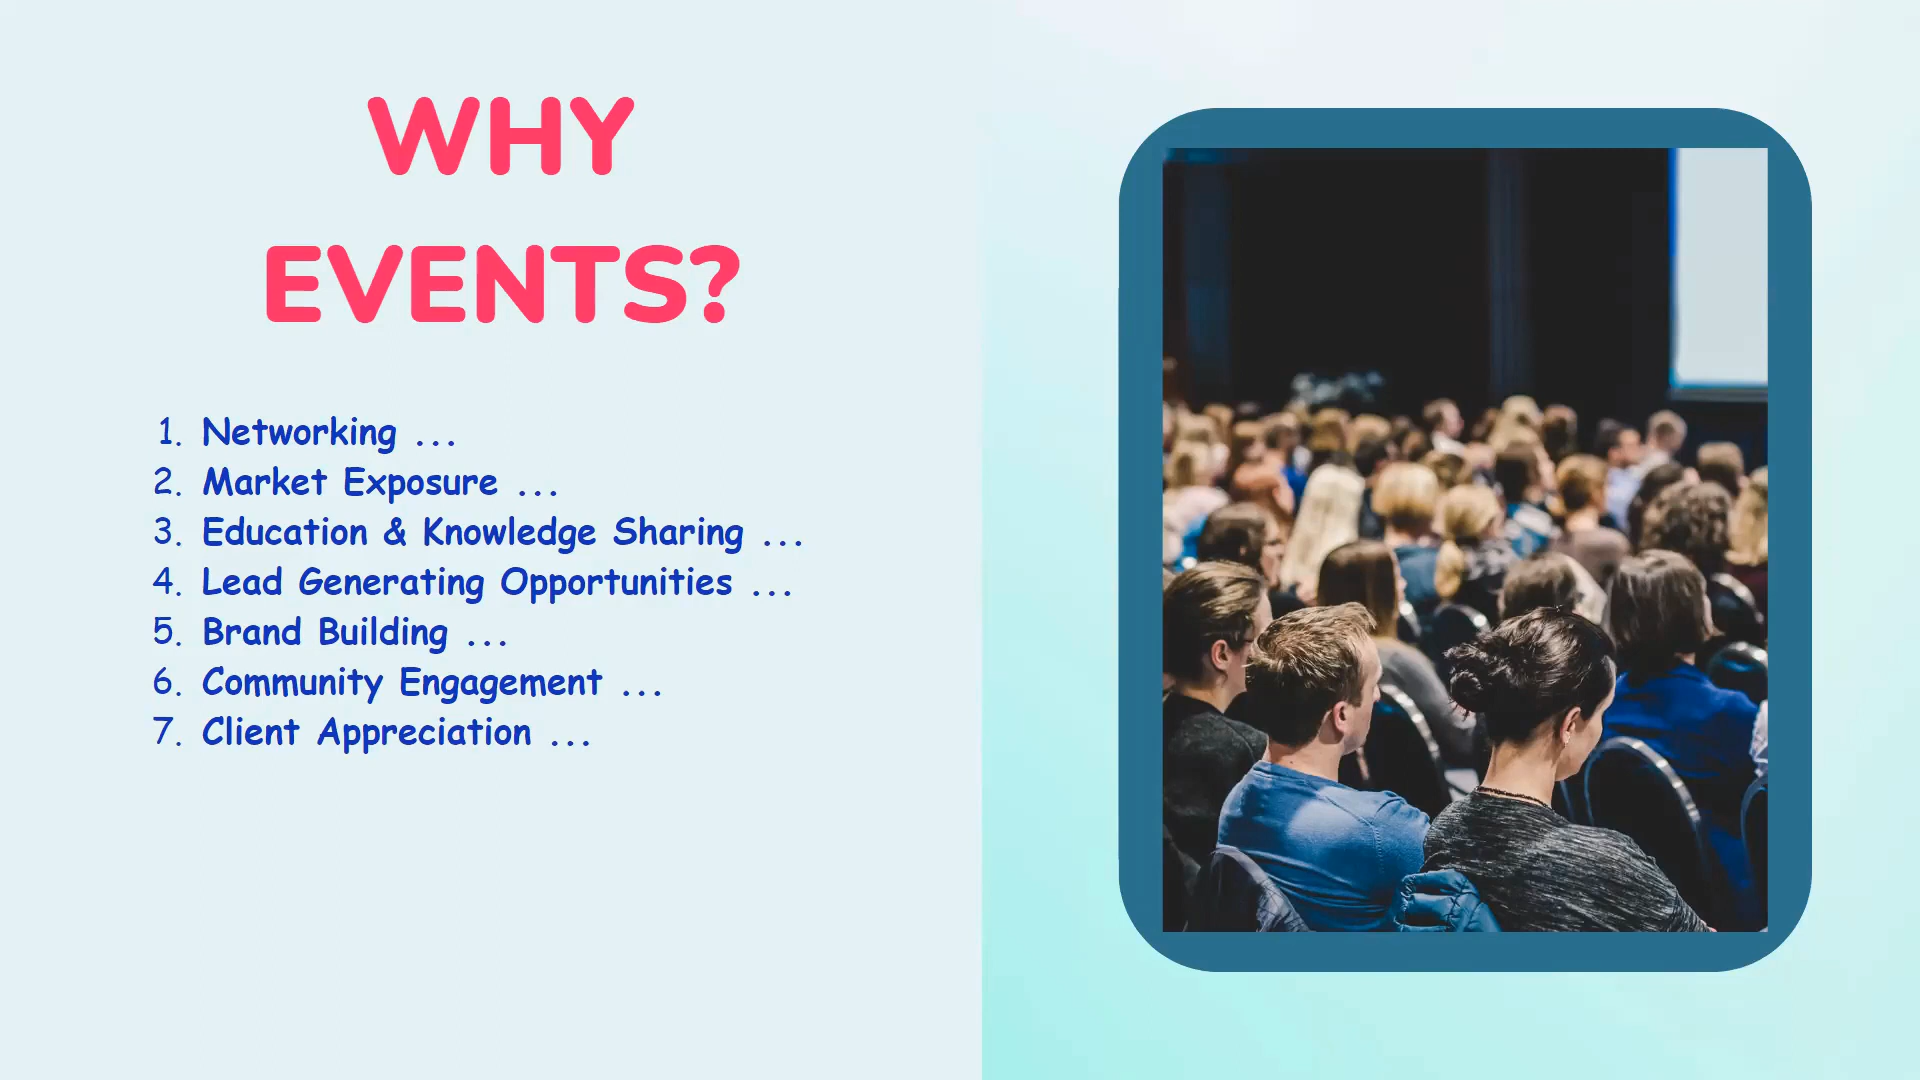 WHY
EVENTS?
1. Networking ...
2. Market Exposure ...
3. Education & Knowledge Sharing ...
4. Lead Generating Opportunities ...
5. Brand Building ...
6. Community Engagement ...
7. Client Appreciation ...